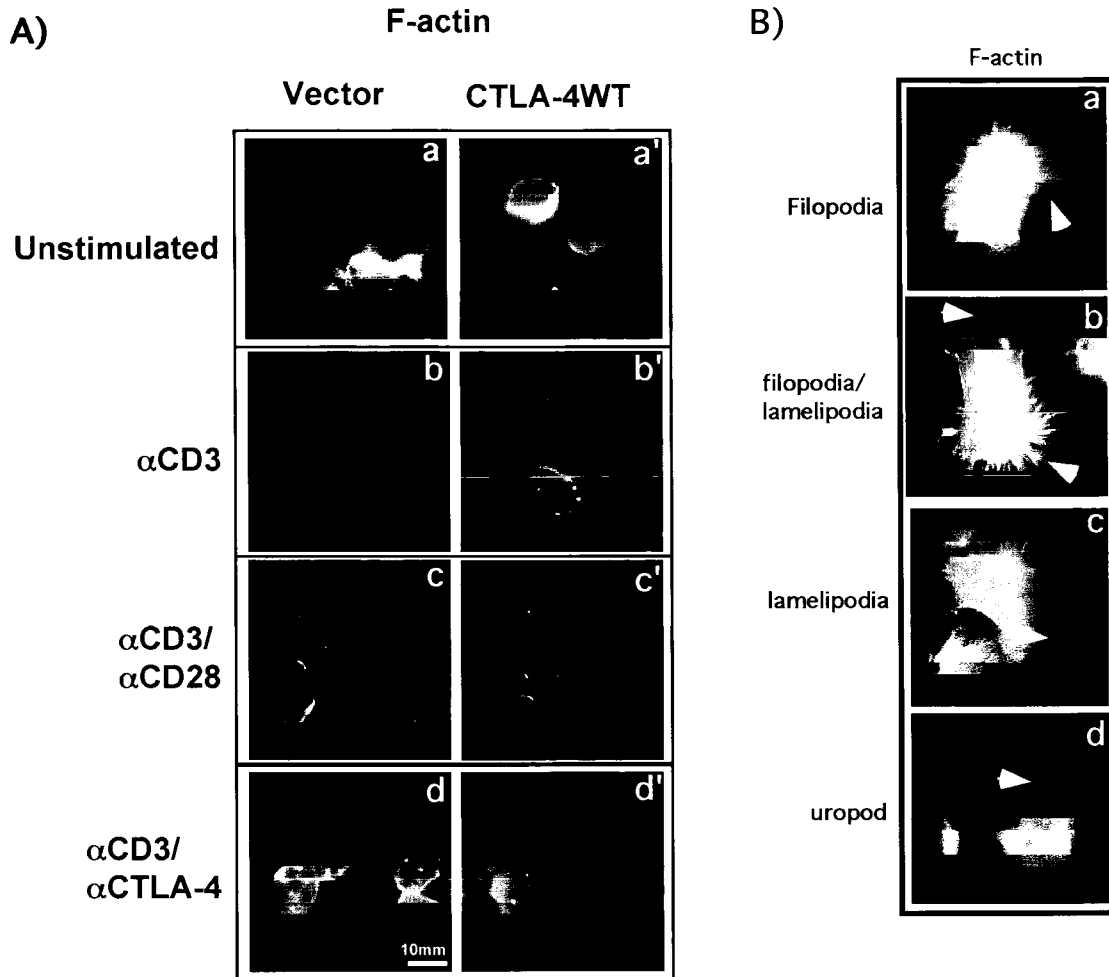 A)
F-actin
Vector CTLA-4WT
Unstimulated
a
a'
αCD3
b
b'
αCD3/
αCD28
c
c'
αCD3/
αCTLA-4
d
d'
10mm
B)
F-actin
Filopodia
a
filopodia/
lamelipodia
b
lamelipodia
c
uropod
d